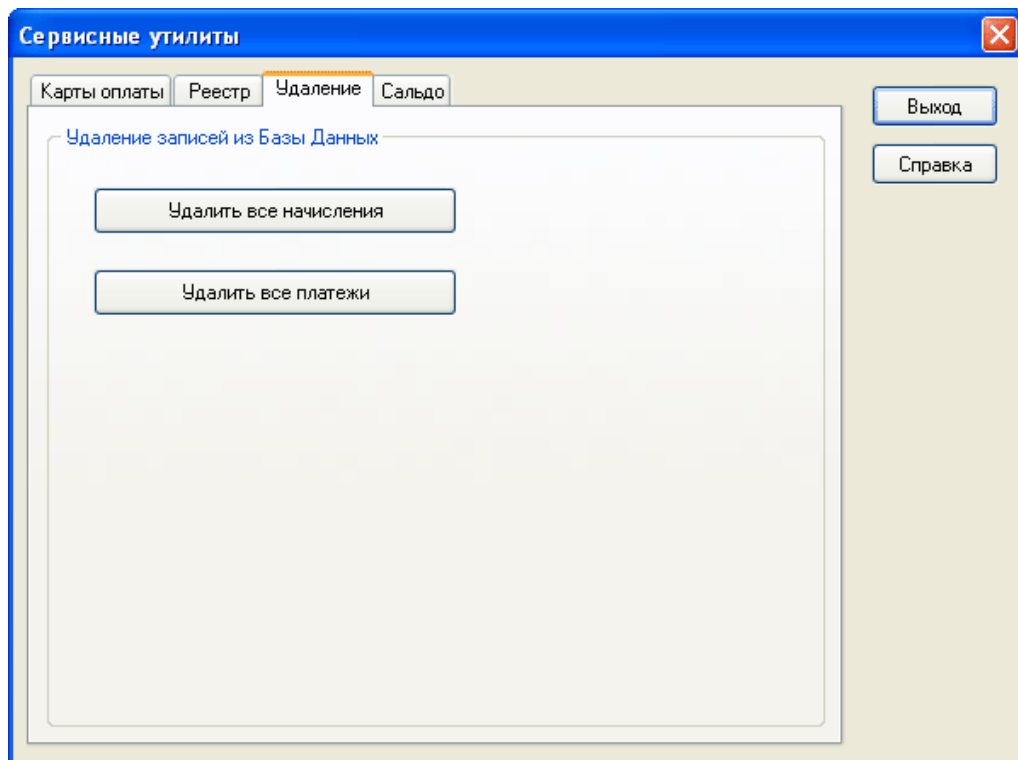 Сервисные утилиты
Карты оплаты Реестр Удаление Сальдо
Выход
Удаление записей из Базы Данных
Справка
Удалить все начисления
Удалить все платежи